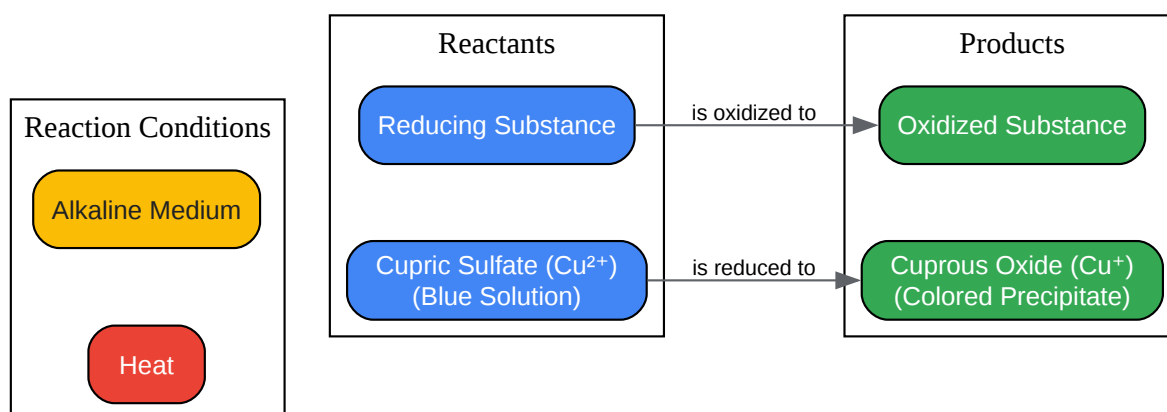 Reaction Conditions
Alkaline Medium
Heat
Reactants
Reducing Substance
Cupric Sulfate (Cu²⁺)
(Blue Solution)
is oxidized to
is reduced to
Products
Oxidized Substance
Cuprous Oxide (Cu⁺)
(Colored Precipitate)